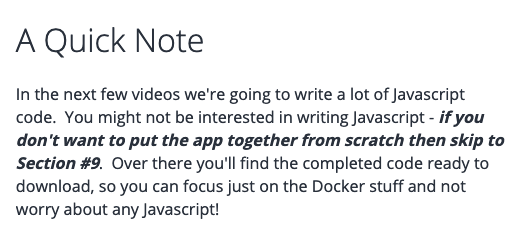 A Quick Note
In the next few videos we're going to write a lot of Javascript
code.  You might not be interested in writing Javascript - if you
don't want to put the app together from scratch then skip to
Section #9.  Over there you'll find the completed code ready to
download, so you can focus just on the Docker stuff and not
worry about any Javascript!